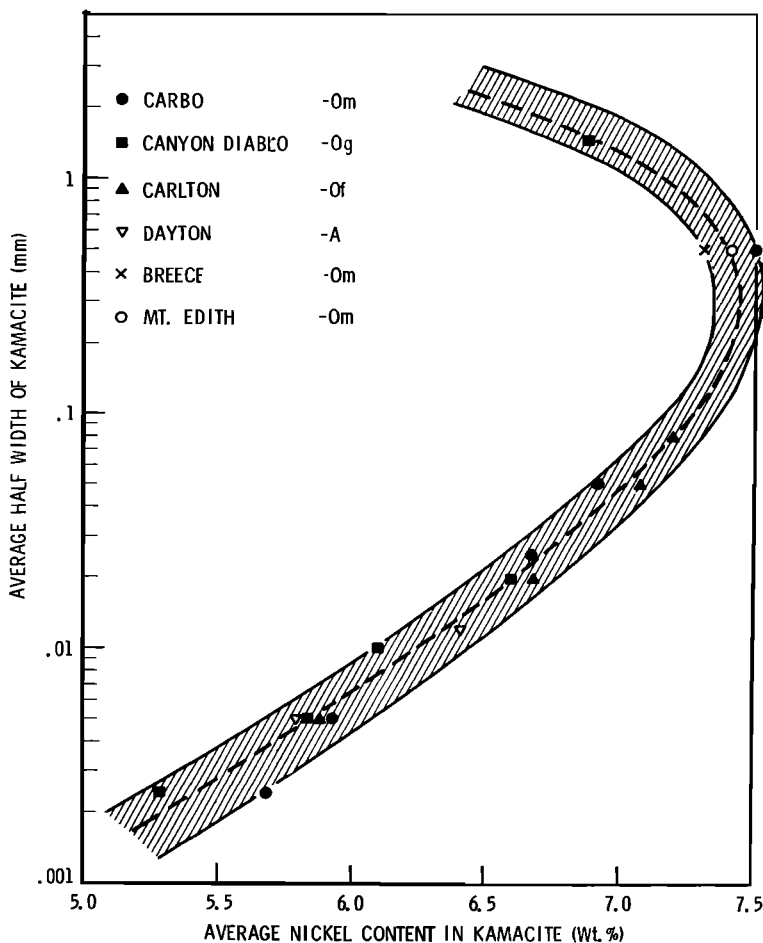 CARBO -Om
CANYON DIABLO -Og
CARLTON -Of
DAYTON -A
BREECE -Om
MT. EDITH -Om
1
.1
.01
.001
AVERAGE HALF WIDTH OF KAMACITE (mm)
5.0 5.5 6.0 6.5 7.0 7.5
AVERAGE NICKEL CONTENT IN KAMACITE (Wt.%)